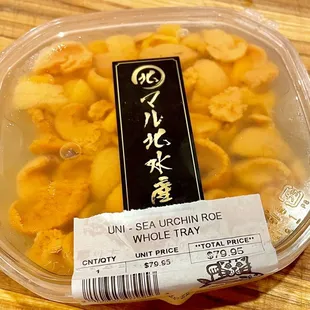 北
マル北水産
UNI - SEA URCHIN ROE
WHOLE TRAY
CNT/QTY UNIT PRICE **TOTAL PRICE**
1 $79.95 $79.95